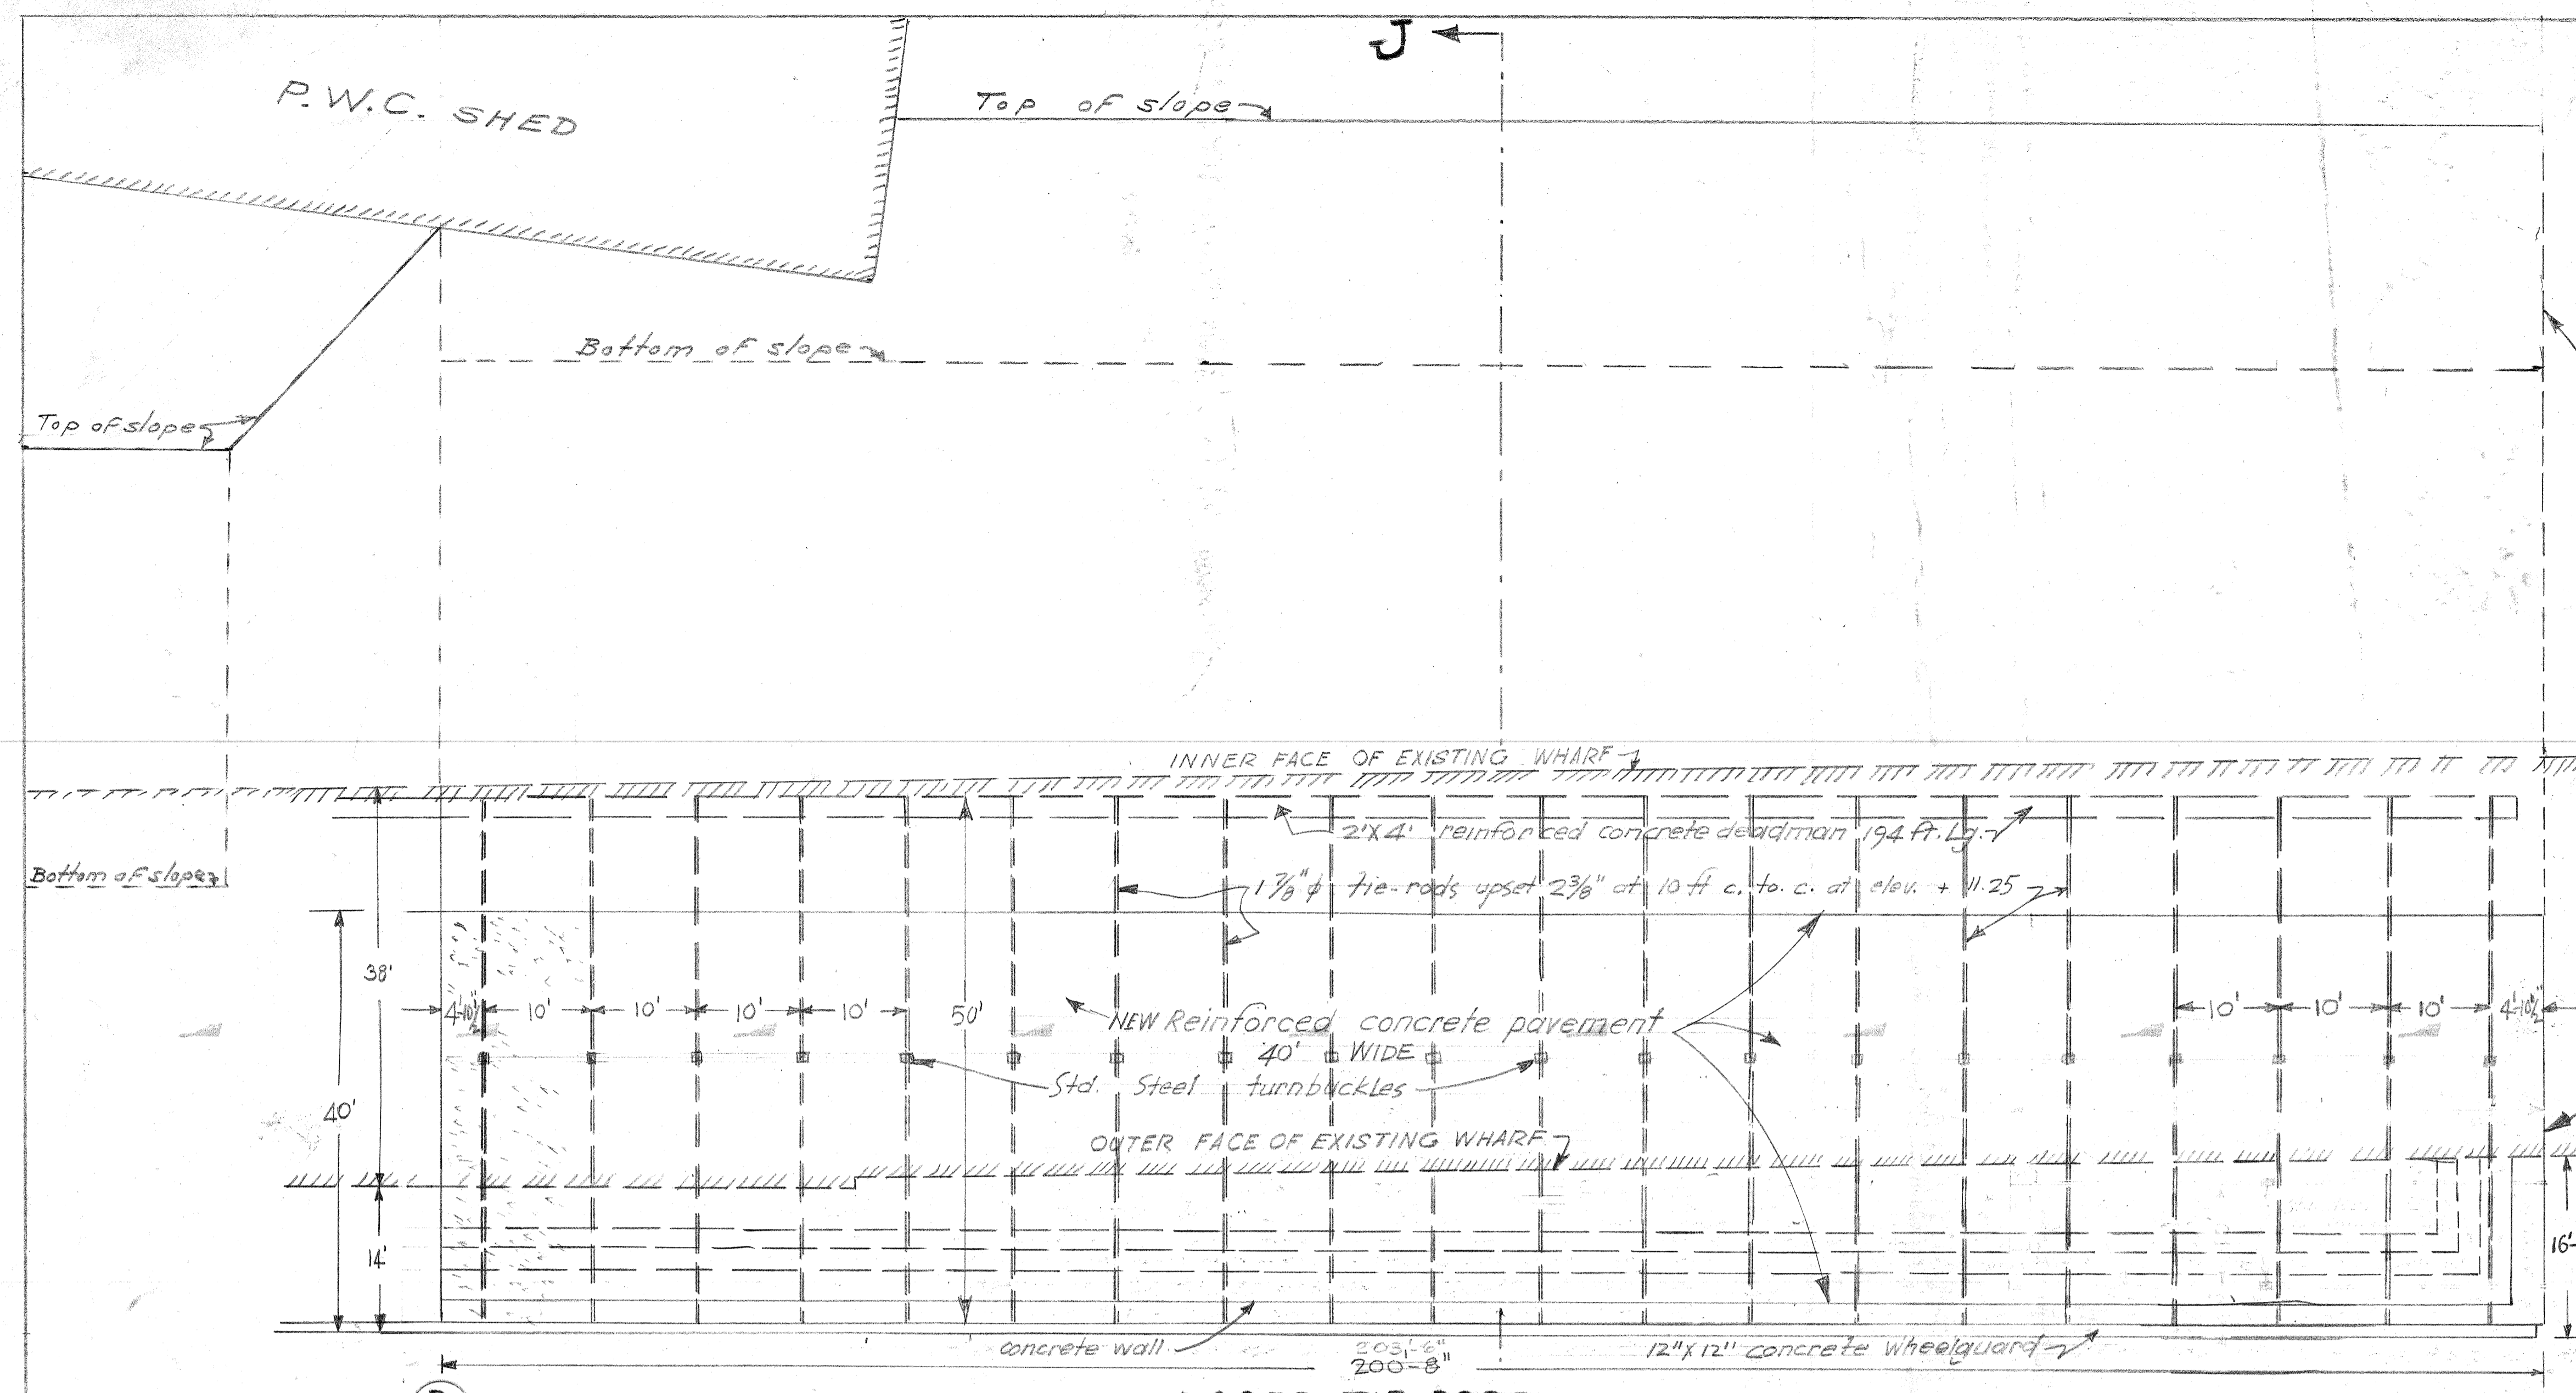 J
P.W.C. SHED
Top of slope
Bottom of slope
Top of slope
INNER FACE OF EXISTING WHARF
2'X4' reinforced concrete deadman 194 ft. Lg.
Bottom of slope
1 7/8" ϕ tie-rods upset 2 3/8" at 10 ft c. to. c. at elev. + 11.25
38'
4'-10 1/2" 10' 10' 10' 10' 50' 10' 10' 10' 4'-10 1/2"
NEW Reinforced concrete pavement
40' WIDE
Std. Steel turnbuckles
40'
OUTER FACE OF EXISTING WHARF
14'
16'-
concrete wall
203'-6"
12"X12" concrete wheelguard
200-8"